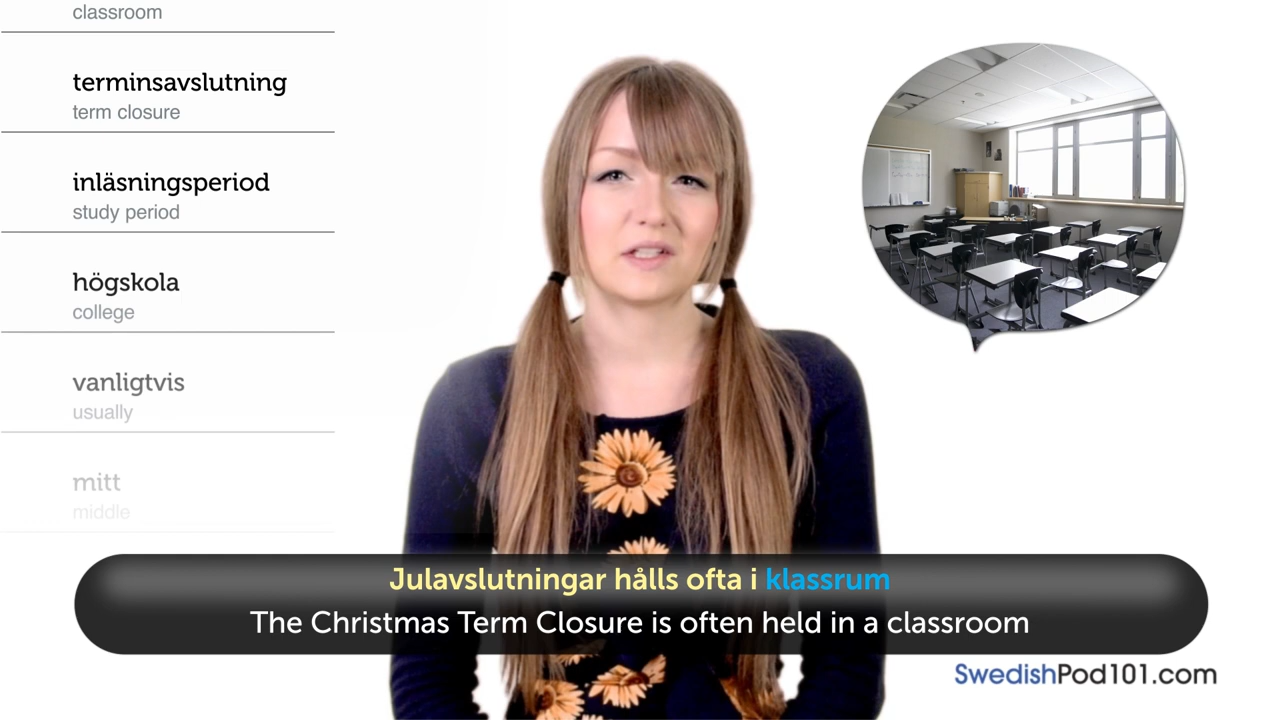 classroom
terminsavslutning
term closure
inläsningsperiod
study period
högskola
college
vanligtvis
usually
mitt
middle
Julavslutningar hålls ofta i klassrum
The Christmas Term Closure is often held in a classroom
SwedishPod101.com